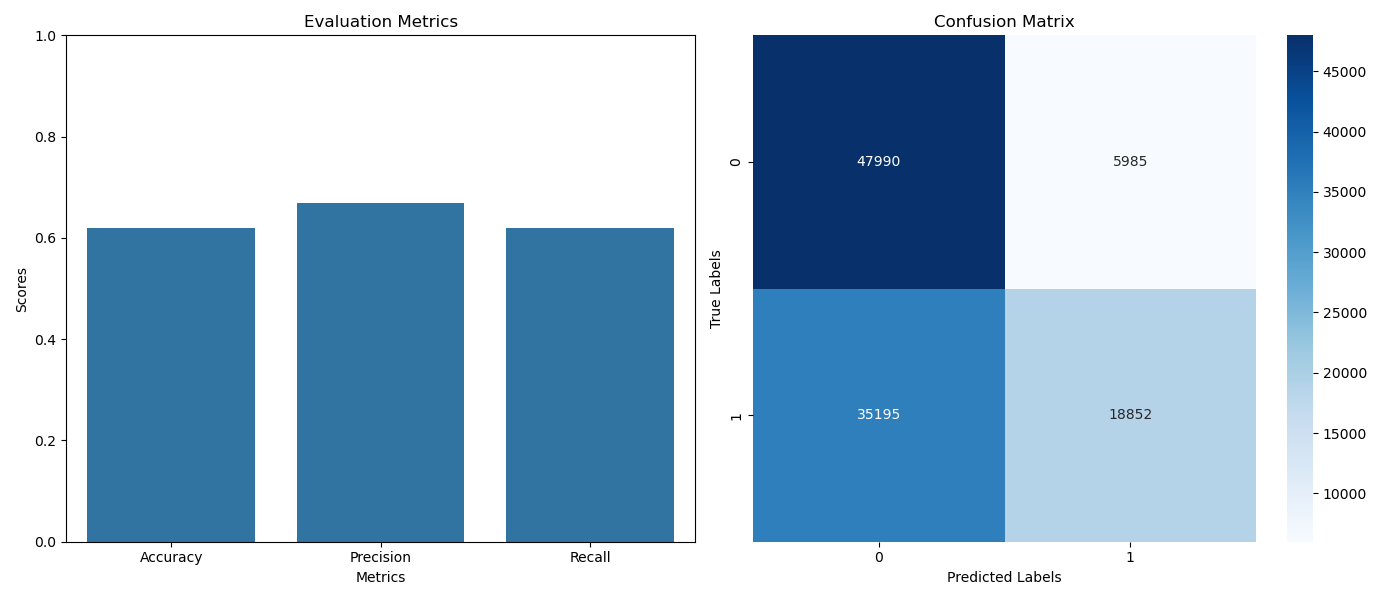 Evaluation Metrics
1.0
0.8
0.6
0.4
0.2
0.0
Scores
Accuracy Precision Recall
Metrics
Confusion Matrix
True Labels
0
1
47990 5985
35195 18852
0 1
Predicted Labels
45000
40000
35000
30000
25000
20000
15000
10000